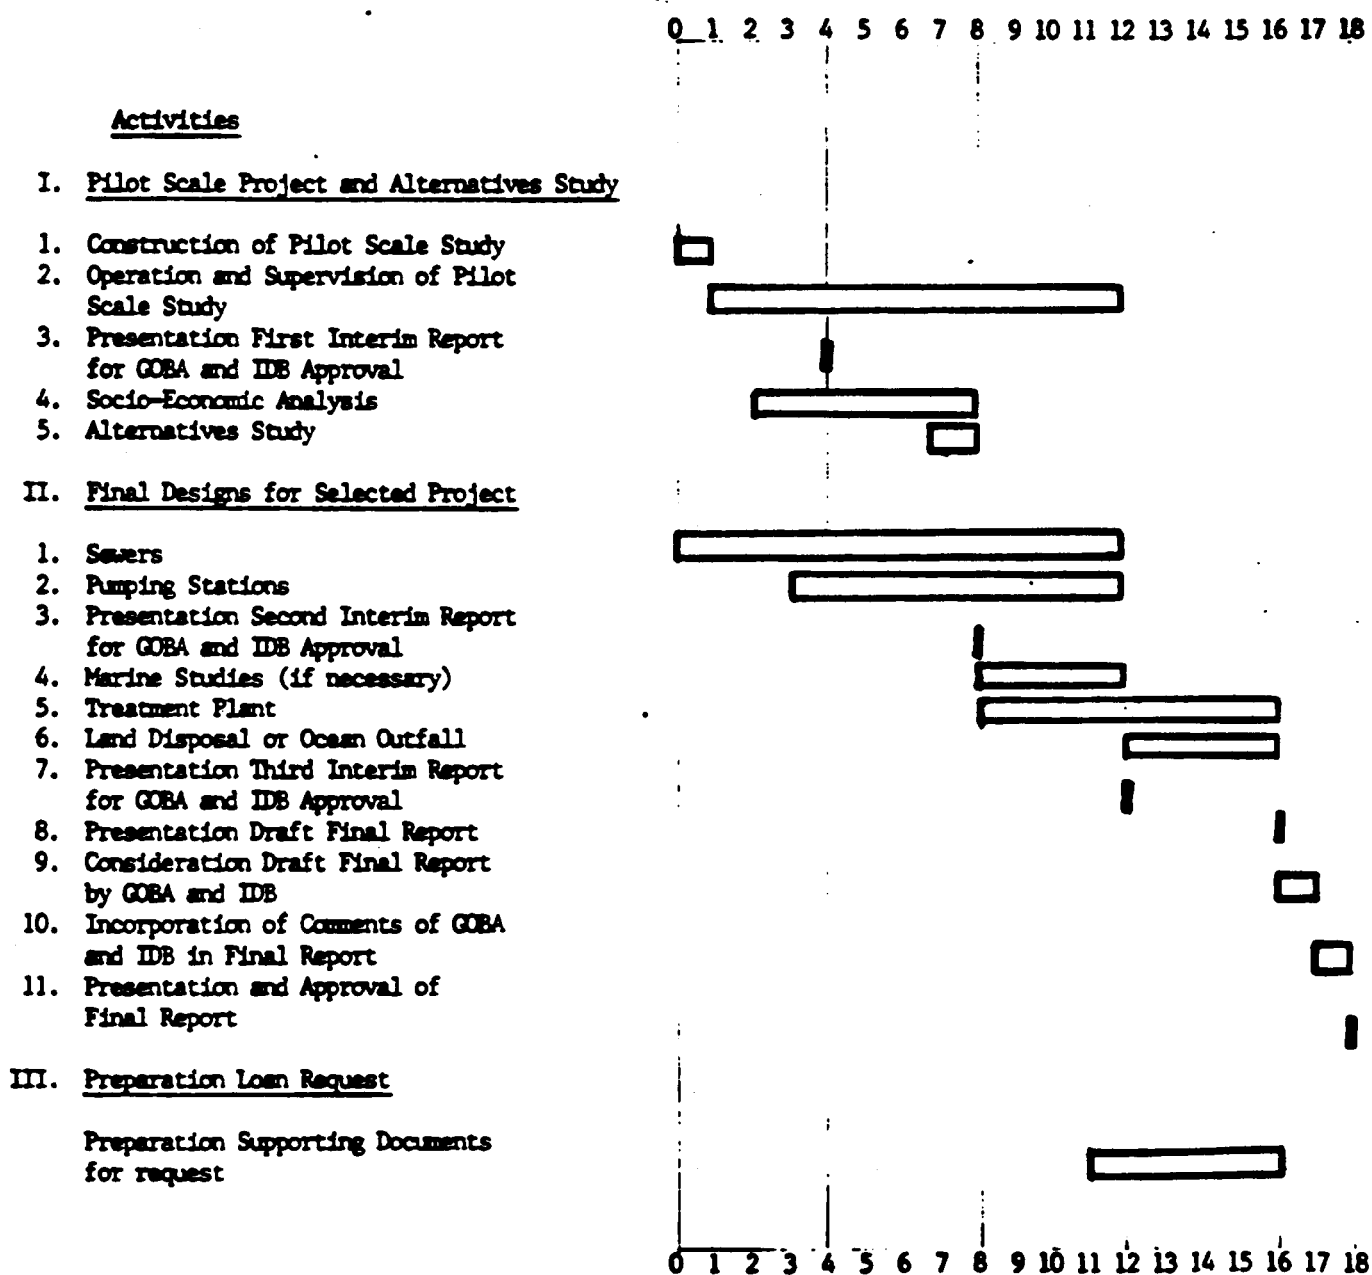 0 1 2 3 4 5 6 7 8 9 10 11 12 13 14 15 16 17 18
Activities
I. Pilot Scale Project and Alternatives Study
1. Construction of Pilot Scale Study
2. Operation and Supervision of Pilot
Scale Study
3. Presentation First Interim Report
for GOBA and IDB Approval
4. Socio-Economic Analysis
5. Alternatives Study
II. Final Designs for Selected Project
1. Sewers
2. Pumping Stations
3. Presentation Second Interim Report
for GOBA and IDB Approval
4. Marine Studies (if necessary)
5. Treatment Plant
6. Land Disposal or Ocean Outfall
7. Presentation Third Interim Report
for GOBA and IDB Approval
8. Presentation Draft Final Report
9. Consideration Draft Final Report
by GOBA and IDB
10. Incorporation of Comments of GOBA
and IDB in Final Report
11. Presentation and Approval of
Final Report
III. Preparation Loan Request
Preparation Supporting Documents
for request
0 1 2 3 4 5 6 7 8 9 10 11 12 13 14 15 16 17 18